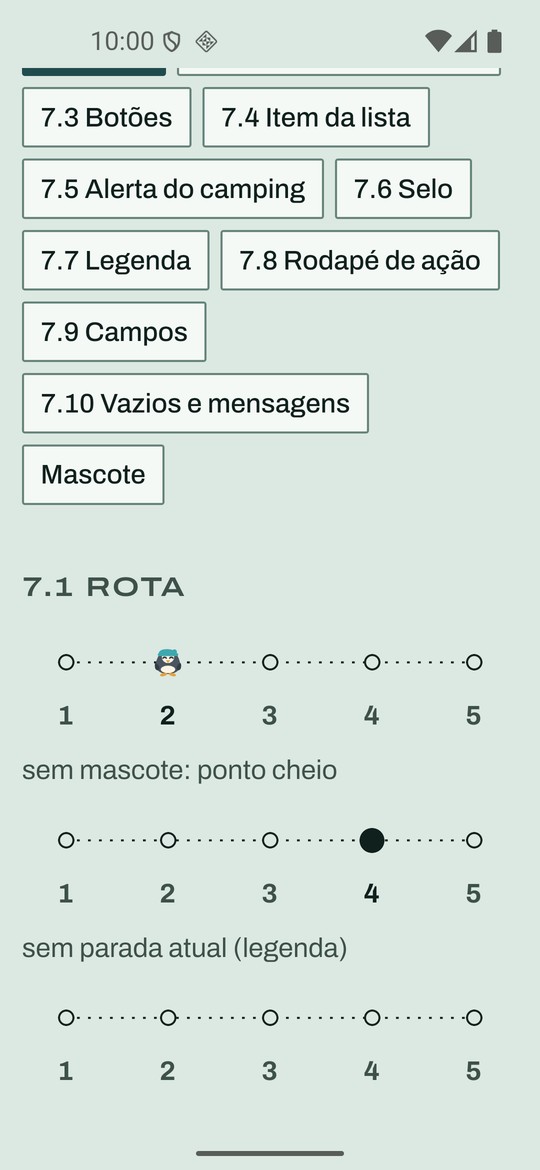 10:00
7.3 Botões
7.4 Item da lista
7.5 Alerta do camping
7.6 Selo
7.7 Legenda
7.8 Rodapé de ação
7.9 Campos
7.10 Vazios e mensagens
Mascote
7.1 ROTA
1 2 3 4 5
sem mascote: ponto cheio
1 2 3 4 5
sem parada atual (legenda)
1 2 3 4 5